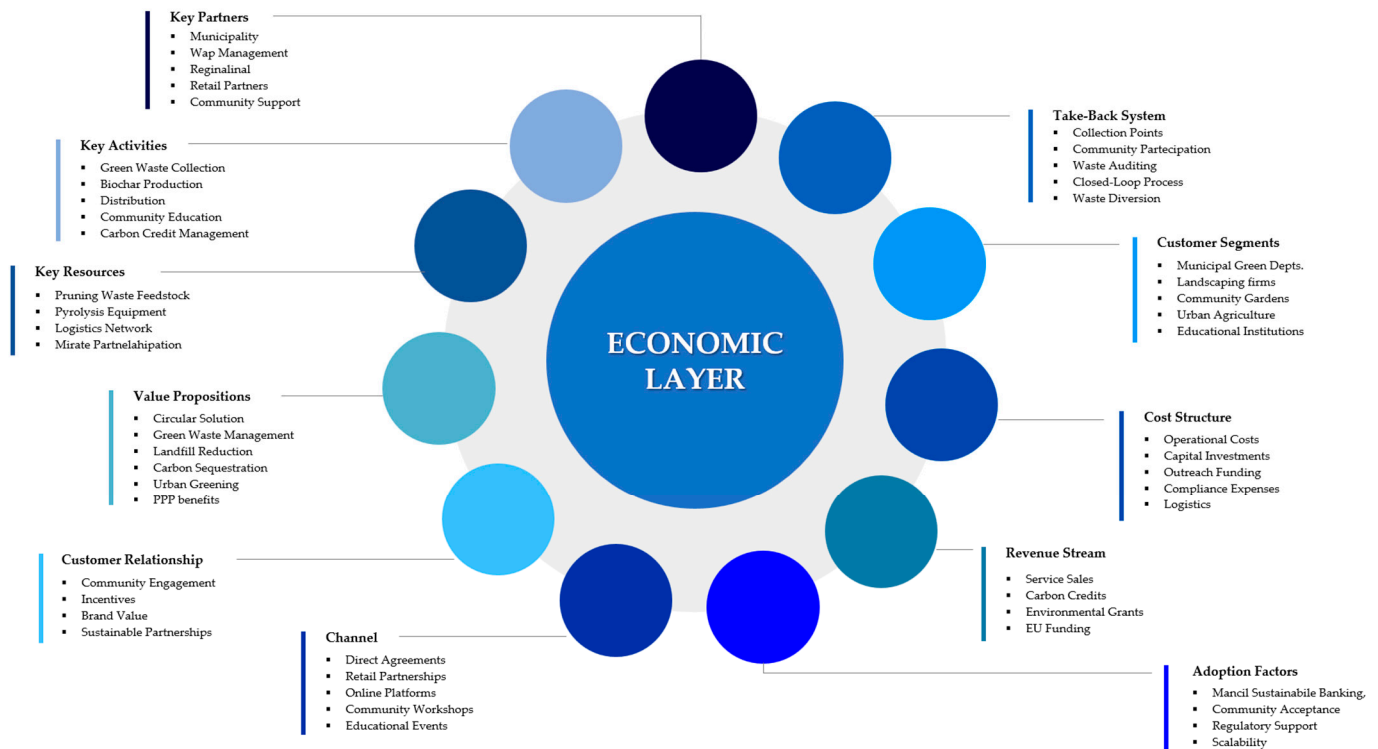 Key Partners
▪ Municipality
▪ Wap Management
▪ Reginalinal
▪ Retail Partners
▪ Community Support
Key Activities
▪ Green Waste Collection
▪ Biochar Production
▪ Distribution
▪ Community Education
▪ Carbon Credit Management
Key Resources
▪ Pruning Waste Feedstock
▪ Pyrolysis Equipment
▪ Logistics Network
▪ Mirate Partnelahipation
Value Propositions
▪ Circular Solution
▪ Green Waste Management
▪ Landfill Reduction
▪ Carbon Sequestration
▪ Urban Greening
▪ PPP benefits
Customer Relationship
▪ Community Engagement
▪ Incentives
▪ Brand Value
▪ Sustainable Partnerships
Channel
▪ Direct Agreements
▪ Retail Partnerships
▪ Online Platforms
▪ Community Workshops
▪ Educational Events
ECONOMIC
LAYER
Take-Back System
▪ Collection Points
▪ Community Partecipation
▪ Waste Auditing
▪ Closed-Loop Process
▪ Waste Diversion
Customer Segments
▪ Municipal Green Depts.
▪ Landscaping firms
▪ Community Gardens
▪ Urban Agriculture
▪ Educational Institutions
Cost Structure
▪ Operational Costs
▪ Capital Investments
▪ Outreach Funding
▪ Compliance Expenses
▪ Logistics
Revenue Stream
▪ Service Sales
▪ Carbon Credits
▪ Environmental Grants
▪ EU Funding
Adoption Factors
▪ Mancil Sustainabile Banking,
▪ Community Acceptance
▪ Regulatory Support
▪ Scalability